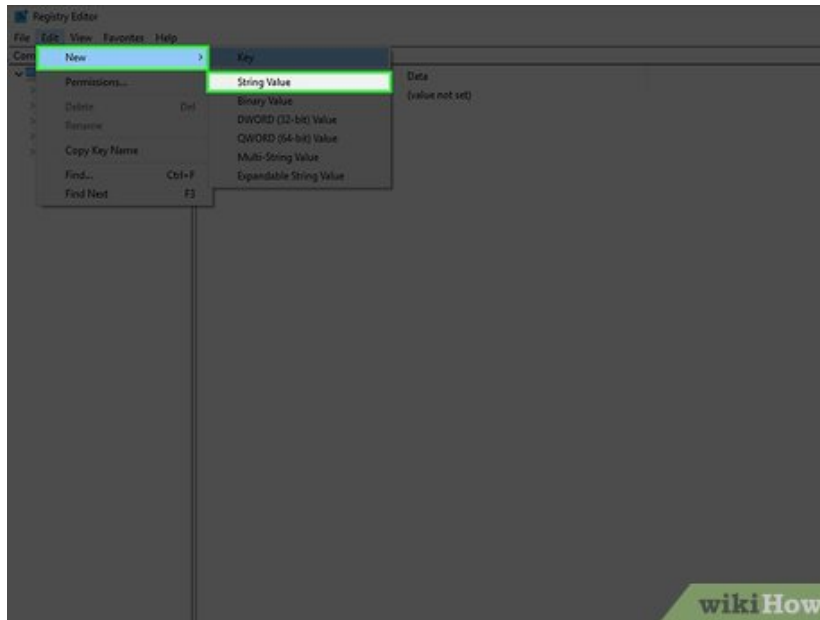 Registry Editor
File Edit View Favorites Help
New >
Key
Permissions...
String Value
Data
Delete Del
Binary Value
(value not set)
Rename
DWORD (32-bit) Value
QWORD (64-bit) Value
Copy Key Name
Multi-String Value
Find... Ctrl+F
Expandable String Value
Find Next F3
wikiHow